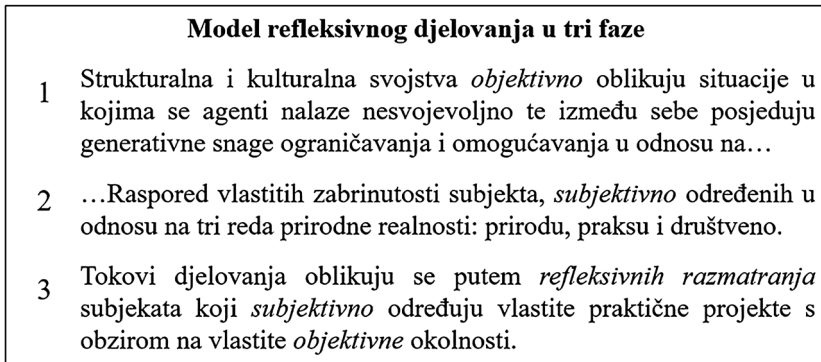 Model refleksivnog djelovanja u tri faze
1 Strukturalna i kulturalna svojstva objektivno oblikuju situacije u
kojima se agenti nalaze nesvojevoljno te između sebe posjeduju
generativne snage ograničavanja i omogućavanja u odnosu na…
2 …Raspored vlastitih zabrinutosti subjekta, subjektivno određenih u
odnosu na tri reda prirodne realnosti: prirodu, praksu i društveno.
3 Tokovi djelovanja oblikuju se putem refleksivnih razmatranja
subjekata koji subjektivno određuju vlastite praktične projekte s
obzirom na vlastite objektivne okolnosti.